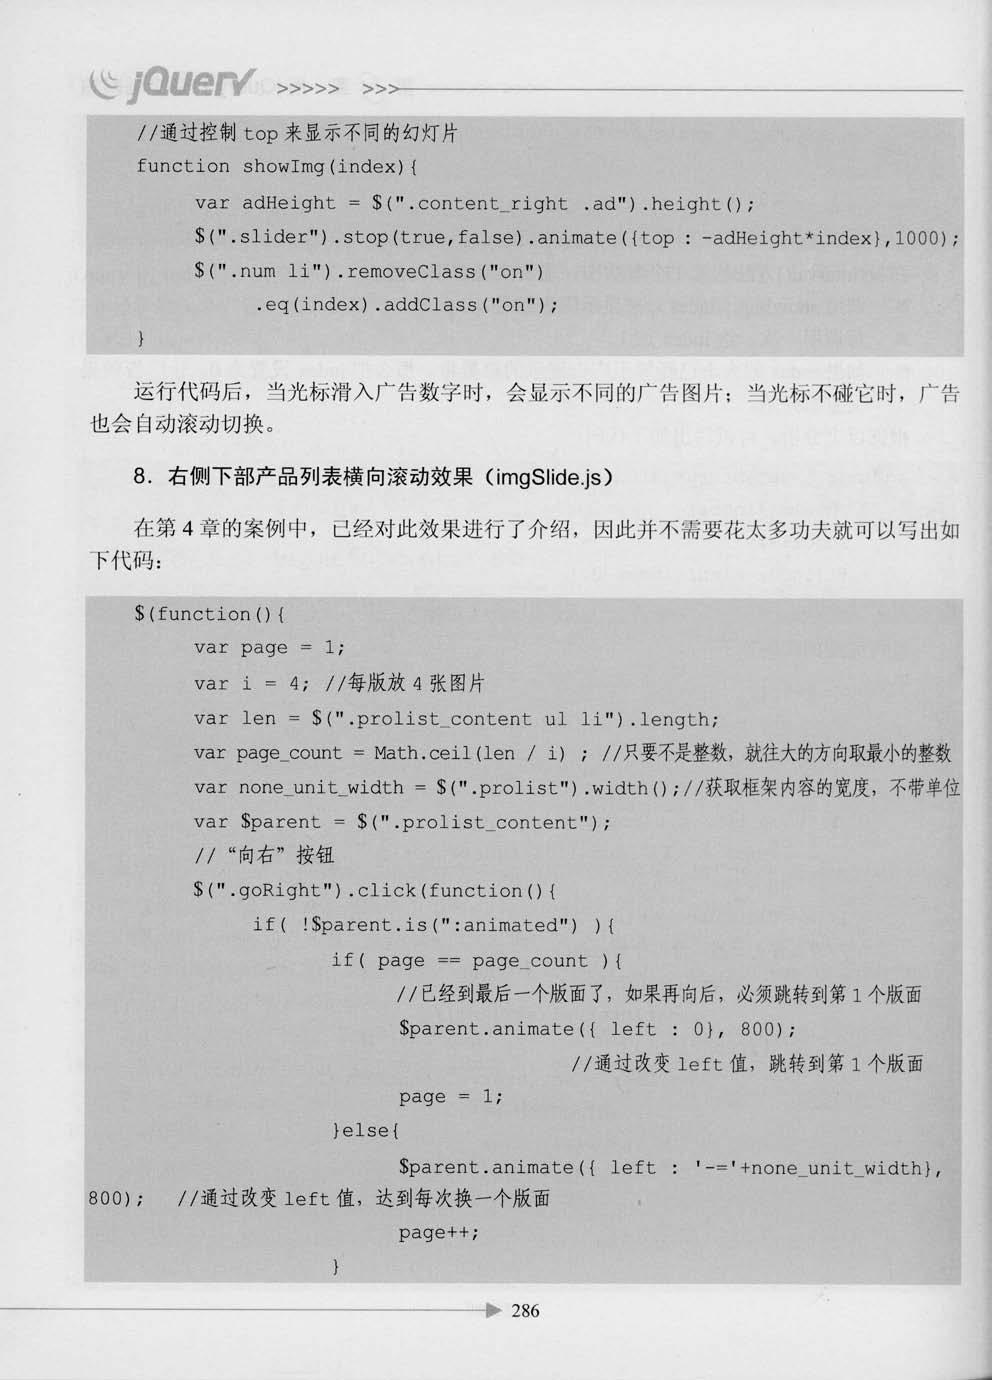 jQuery >>>>> >>>
//通过控制 top 来显示不同的幻灯片
function showImg(index){
var adHeight = $(".content_right .ad").height();
$(".slider").stop(true,false).animate({top : -adHeight*index},1000);
$(".num li").removeClass("on")
.eq(index).addClass("on");
}
运行代码后，当光标滑入广告数字时，会显示不同的广告图片；当光标不碰它时，广告
也会自动滚动切换。
8．右侧下部产品列表横向滚动效果（imgSlide.js）
在第 4 章的案例中，已经对此效果进行了介绍，因此并不需要花太多功夫就可以写出如
下代码：
$(function(){
var page = 1;
var i = 4; //每版放 4 张图片
var len = $(".prolist_content ul li").length;
var page_count = Math.ceil(len / i) ; //只要不是整数，就往大的方向取最小的整数
var none_unit_width = $(".prolist").width();//获取框架内容的宽度，不带单位
var $parent = $(".prolist_content");
//“向右”按钮
$(".goRight").click(function(){
if( !$parent.is(":animated") ){
if( page == page_count ){
//已经到最后一个版面了，如果再向后，必须跳转到第 1 个版面
$parent.animate({ left : 0}, 800);
//通过改变 left 值，跳转到第 1 个版面
page = 1;
}else{
$parent.animate({ left : '-='+none_unit_width},
800); //通过改变 left 值，达到每次换一个版面
page++;
}
286